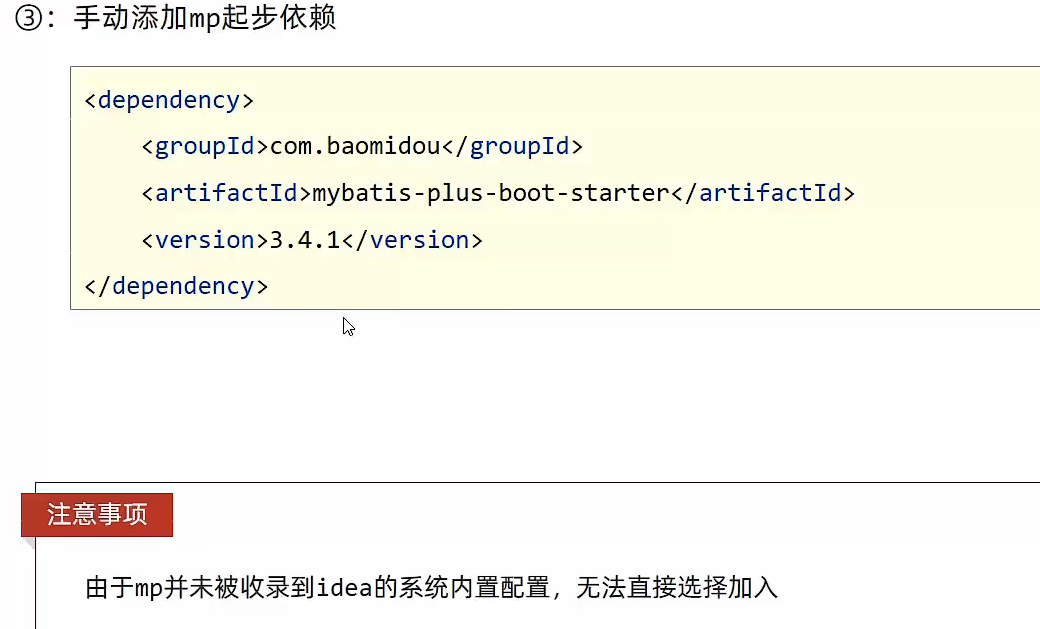 ③：手动添加mp起步依赖
<dependency>
<groupId>com.baomidou</groupId>
<artifactId>mybatis-plus-boot-starter</artifactId>
<version>3.4.1</version>
</dependency>
注意事项
由于mp并未被收录到idea的系统内置配置，无法直接选择加入